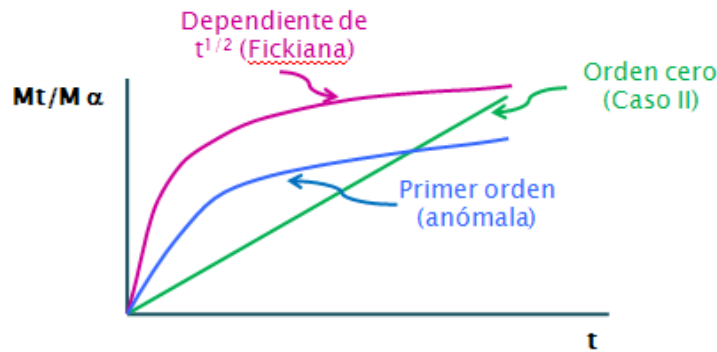 Dependiente de
t1/2 (Fickiana)
Mt/M α
Orden cero
(Caso II)
Primer orden
(anómala)
t